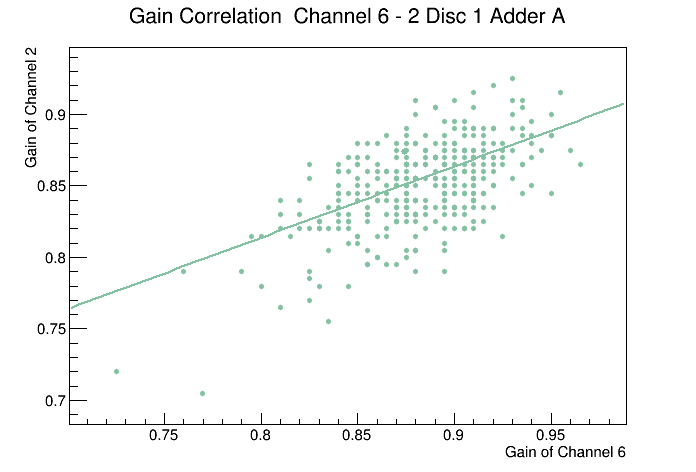 Gain Correlation  Channel 6 - 2 Disc 1 Adder A
Gain of Channel 2
0.9
0.85
0.8
0.75
0.7
0.75 0.8 0.85 0.9 0.95
Gain of Channel 6